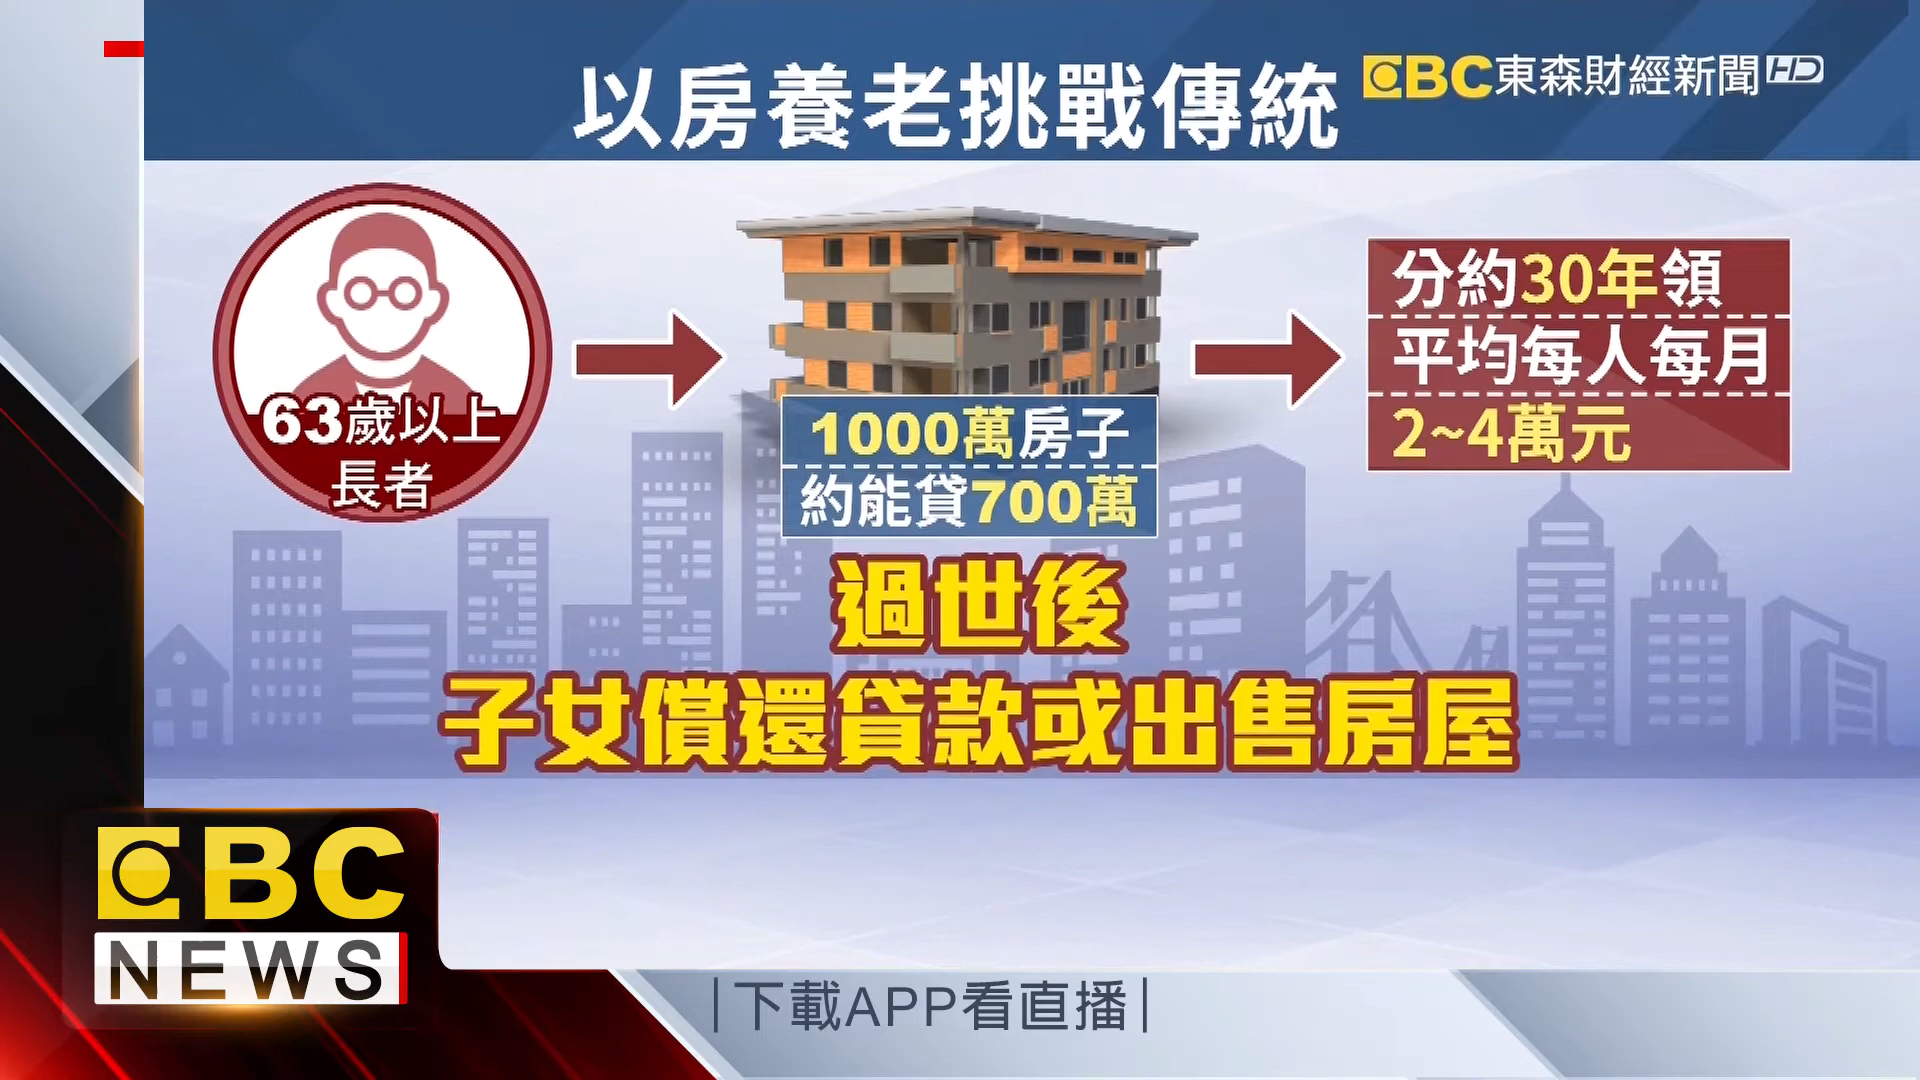 以房養老挑戰傳統
EBC東森財經新聞HD
63歲以上
長者
1000萬房子
約能貸700萬
分約30年領
平均每人每月
2~4萬元
過世後
子女償還貸款或出售房屋
EBC
NEWS
|下載APP看直播|